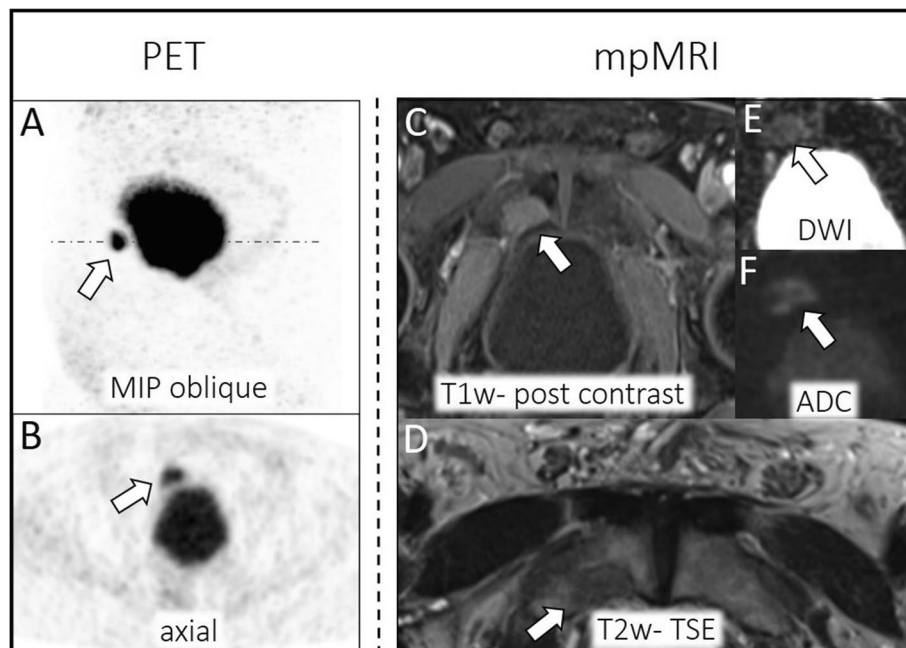 PET
mpMRI
A
MIP oblique
B
axial
C
T1w- post contrast
E
DWI
F
ADC
D
T2w- TSE